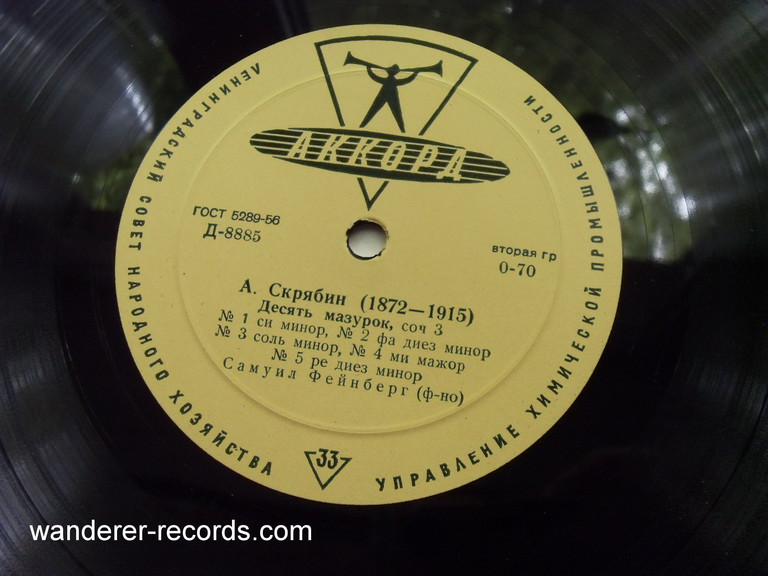 АККОРД
ЛЕНИНГРАДСКИЙ СОВЕТ НАРОДНОГО ХОЗЯЙСТВА
УПРАВЛЕНИЕ ХИМИЧЕСКОЙ ПРОМЫШЛЕННОСТИ
ГОСТ 5289-56
Д-8885
вторая гр
0-70
А. Скрябин (1872—1915)
Десять мазурок, соч 3
№ 1 си минор, № 2 фа диез минор
№ 3 соль минор, № 4 ми мажор
№ 5 ре диез минор
Самуил Фейнберг (ф-но)
33
wanderer-records.com